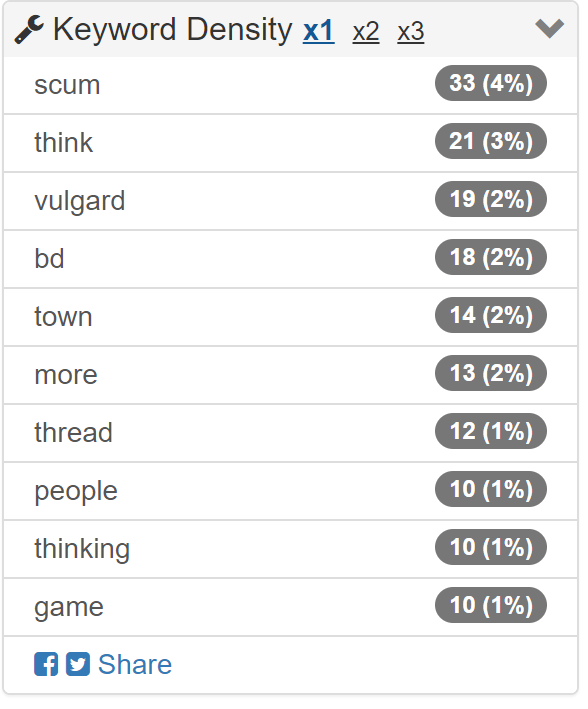 Keyword Density x1 x2 x3
scum 33 (4%)
think 21 (3%)
vulgard 19 (2%)
bd 18 (2%)
town 14 (2%)
more 13 (2%)
thread 12 (1%)
people 10 (1%)
thinking 10 (1%)
game 10 (1%)
Share